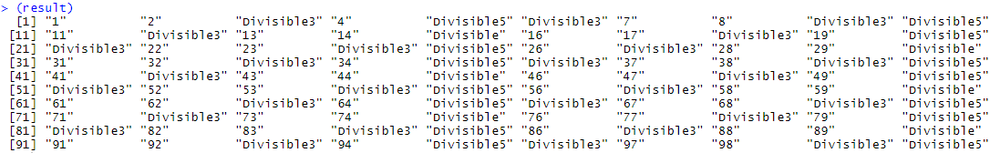 > (result)
[1] "1" "2" "Divisible3" "4" "Divisible5" "Divisible3" "7" "8" "Divisible3" "Divisible5"
[11] "11" "Divisible3" "13" "14" "Divisible" "16" "17" "Divisible3" "19" "Divisible5"
[21] "Divisible3" "22" "23" "Divisible3" "Divisible5" "26" "Divisible3" "28" "29" "Divisible"
[31] "31" "32" "Divisible3" "34" "Divisible5" "Divisible3" "37" "38" "Divisible3" "Divisible5"
[41] "41" "Divisible3" "43" "44" "Divisible" "46" "47" "Divisible3" "49" "Divisible5"
[51] "Divisible3" "52" "53" "Divisible3" "Divisible5" "56" "Divisible3" "58" "59" "Divisible"
[61] "61" "62" "Divisible3" "64" "Divisible5" "Divisible3" "67" "68" "Divisible3" "Divisible5"
[71] "71" "Divisible3" "73" "74" "Divisible" "76" "77" "Divisible3" "79" "Divisible5"
[81] "Divisible3" "82" "83" "Divisible3" "Divisible5" "86" "Divisible3" "88" "89" "Divisible"
[91] "91" "92" "Divisible3" "94" "Divisible5" "Divisible3" "97" "98" "Divisible3" "Divisible5"